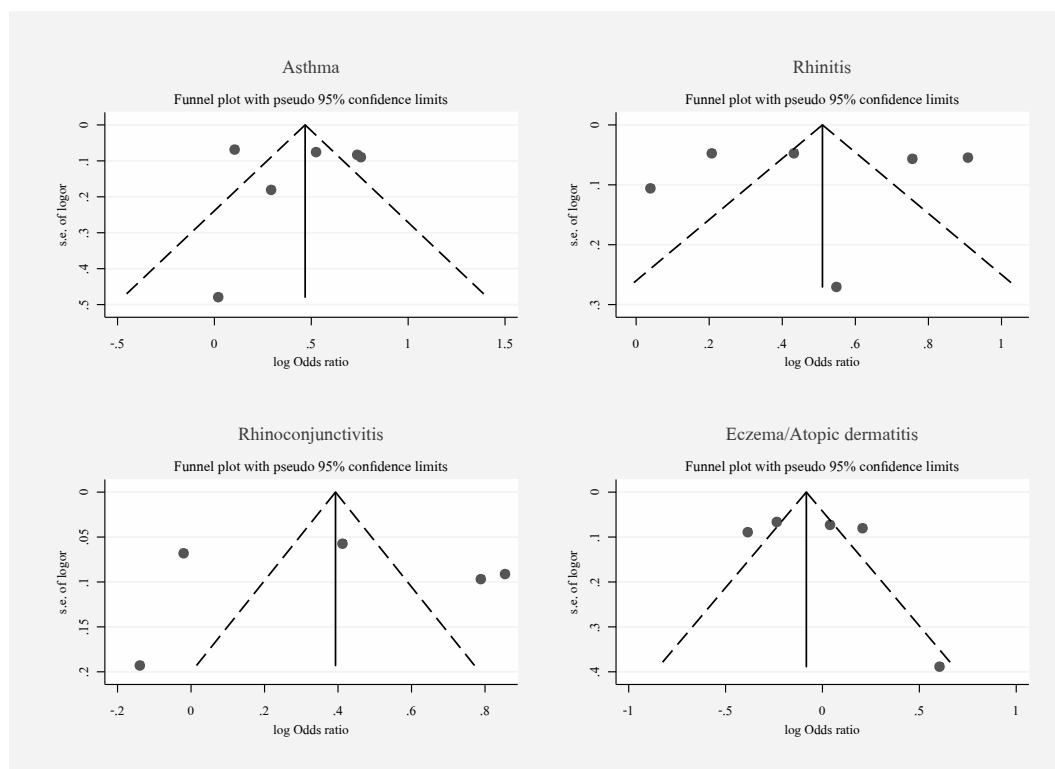 Asthma
Funnel plot with pseudo 95% confidence limits
s.e. of logor
0
.1
.2
.3
.4
.5
-.5 0 .5 1 1.5
log Odds ratio
Rhinitis
Funnel plot with pseudo 95% confidence limits
s.e. of logor
0
.1
.2
.3
0 .2 .4 .6 .8 1
log Odds ratio
Rhinoconjunctivitis
Funnel plot with pseudo 95% confidence limits
s.e. of logor
0
.05
.1
.15
.2
-.2 0 .2 .4 .6 .8
log Odds ratio
Eczema/Atopic dermatitis
Funnel plot with pseudo 95% confidence limits
s.e. of logor
0
.1
.2
.3
.4
-1 -.5 0 .5 1
log Odds ratio